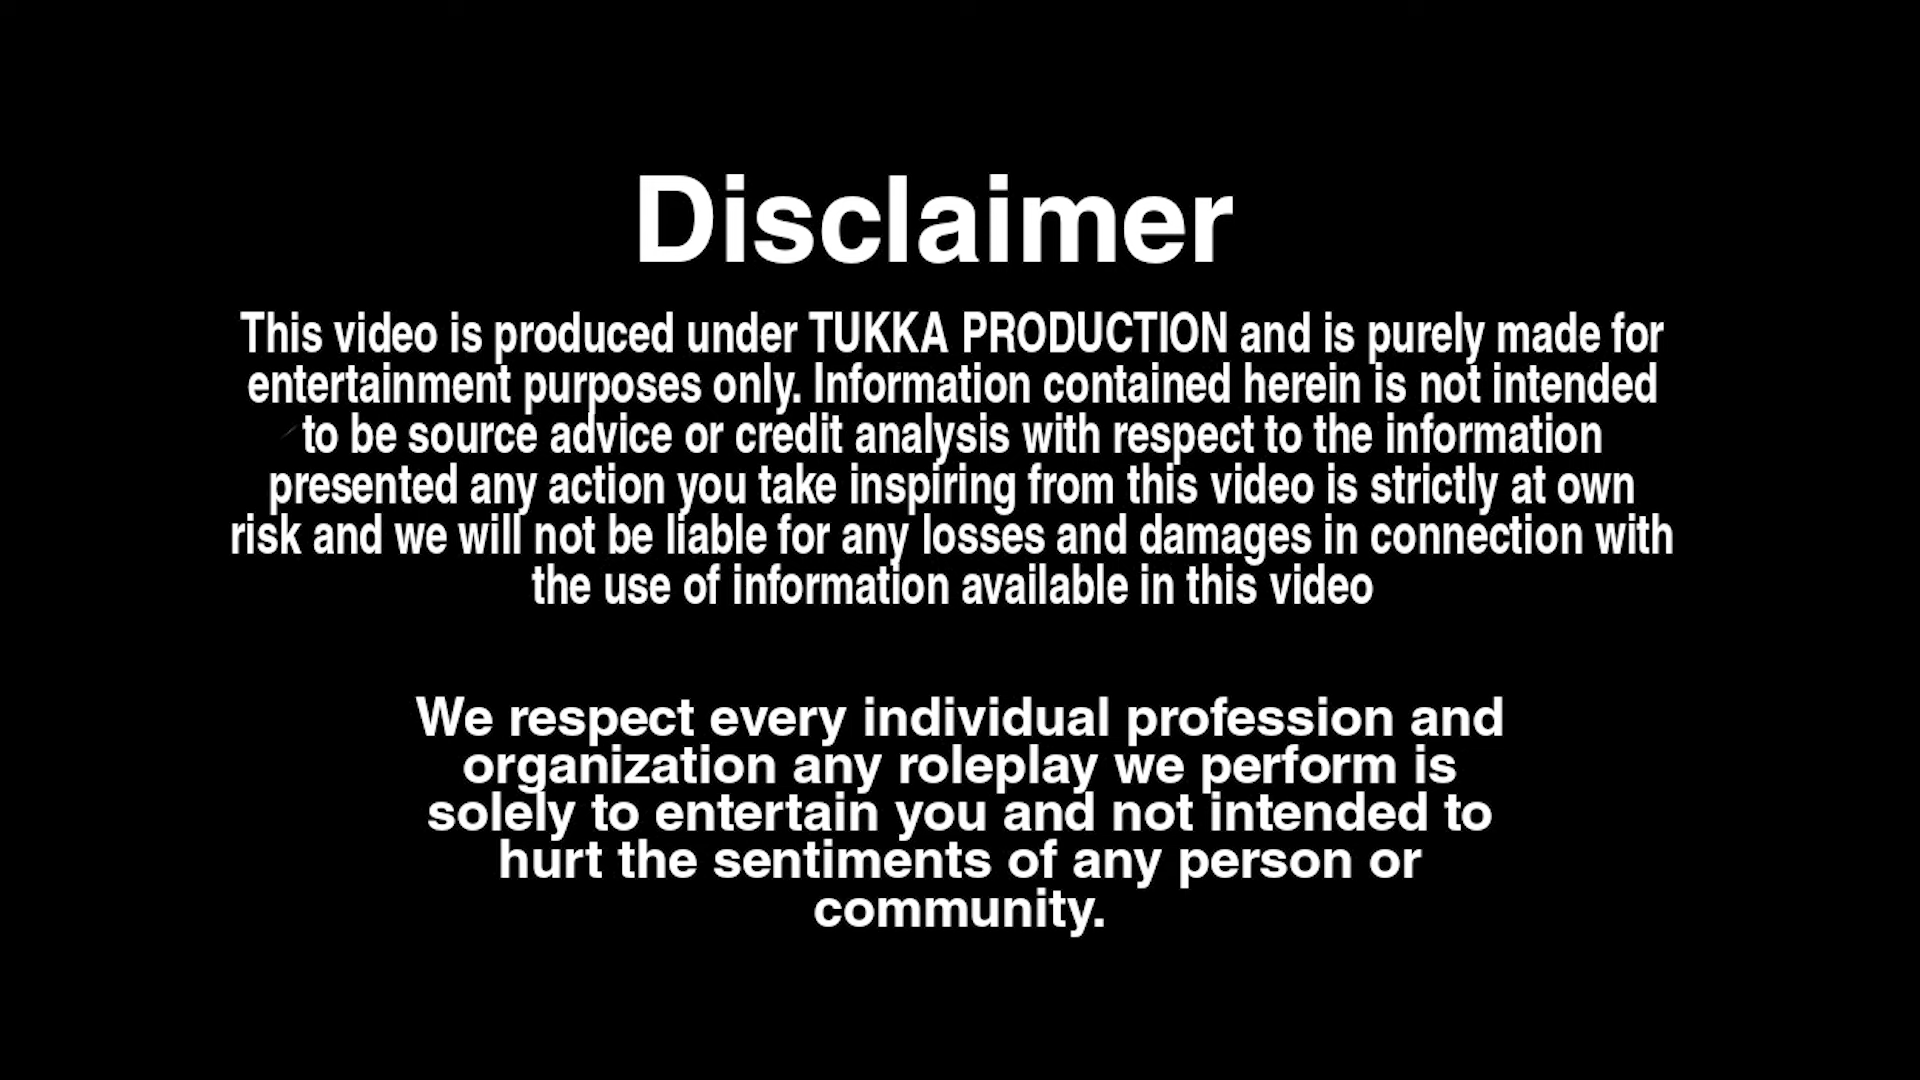 Disclaimer
This video is produced under TUKKA PRODUCTION and is purely made for
entertainment purposes only. Information contained herein is not intended
to be source advice or credit analysis with respect to the information
presented any action you take inspiring from this video is strictly at own
risk and we will not be liable for any losses and damages in connection with
the use of information available in this video
We respect every individual profession and
organization any roleplay we perform is
solely to entertain you and not intended to
hurt the sentiments of any person or
community.